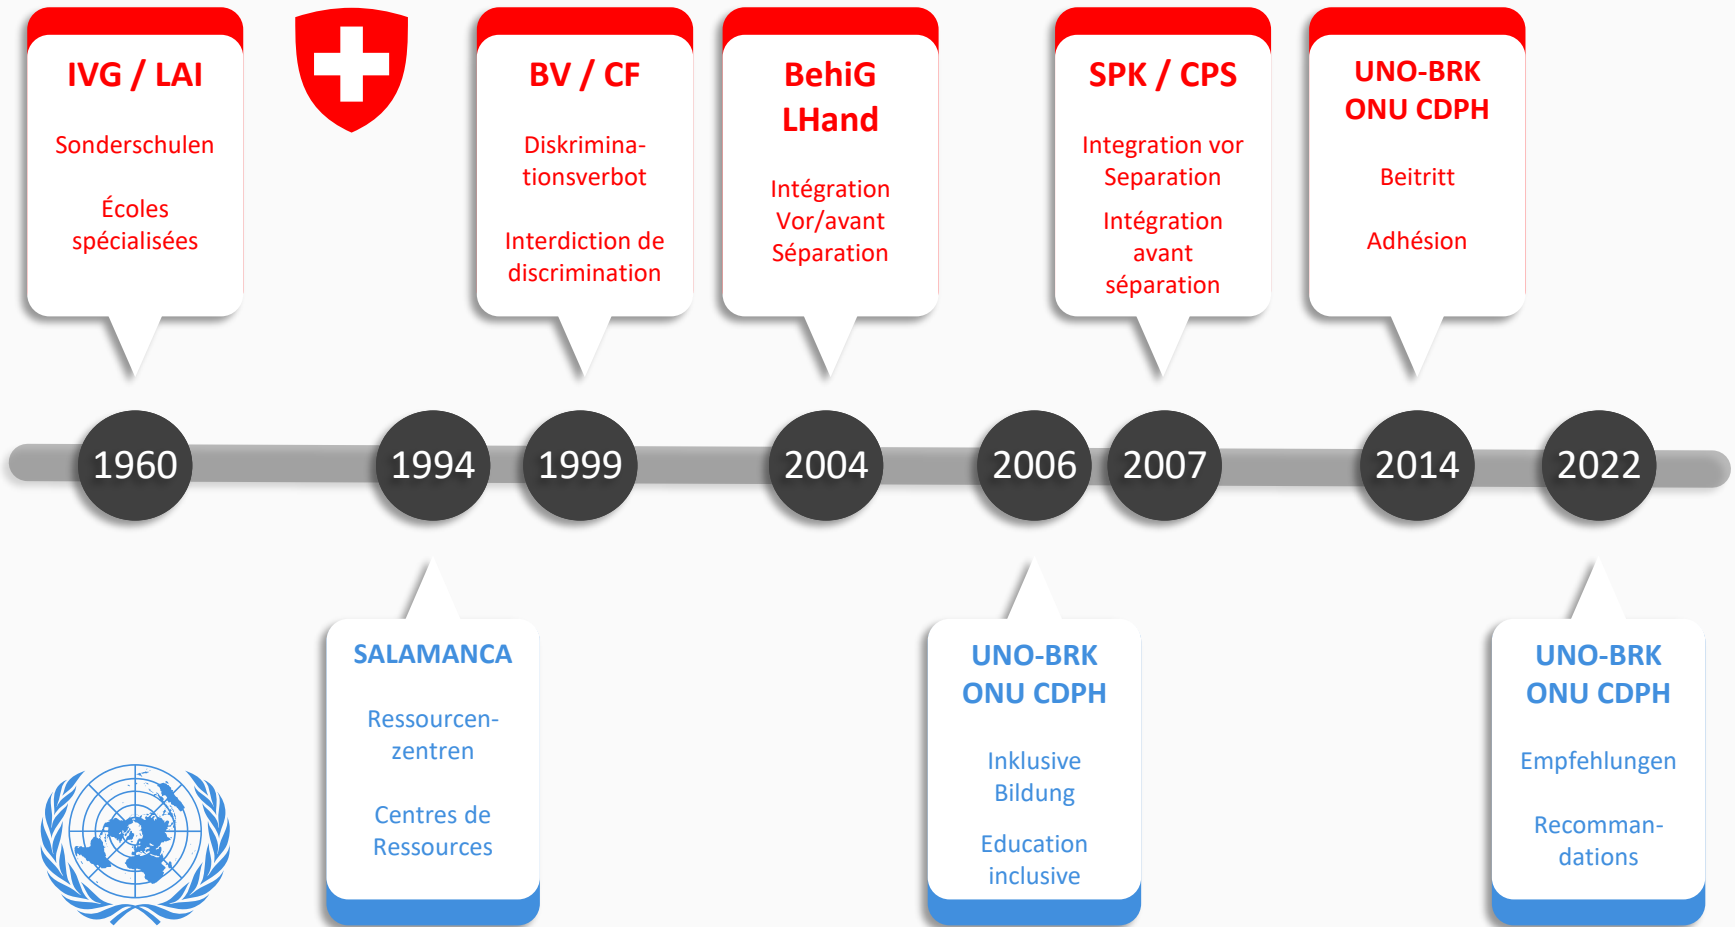 IVG / LAI
Sonderschulen
Écoles
spécialisées
BV / CF
Diskrimina-
tionsverbot
Interdiction de
discrimination
BehiG
LHand
Intégration
Vor/avant
Séparation
SPK / CPS
Integration vor
Separation
Intégration
avant
séparation
UNO-BRK
ONU CDPH
Beitritt
Adhésion
1960
1994
1999
2004
2006
2007
2014
2022
SALAMANCA
Ressourcen-
zentren
Centres de
Ressources
UNO-BRK
ONU CDPH
Inklusive
Bildung
Education
inclusive
UNO-BRK
ONU CDPH
Empfehlungen
Recomman-
dations